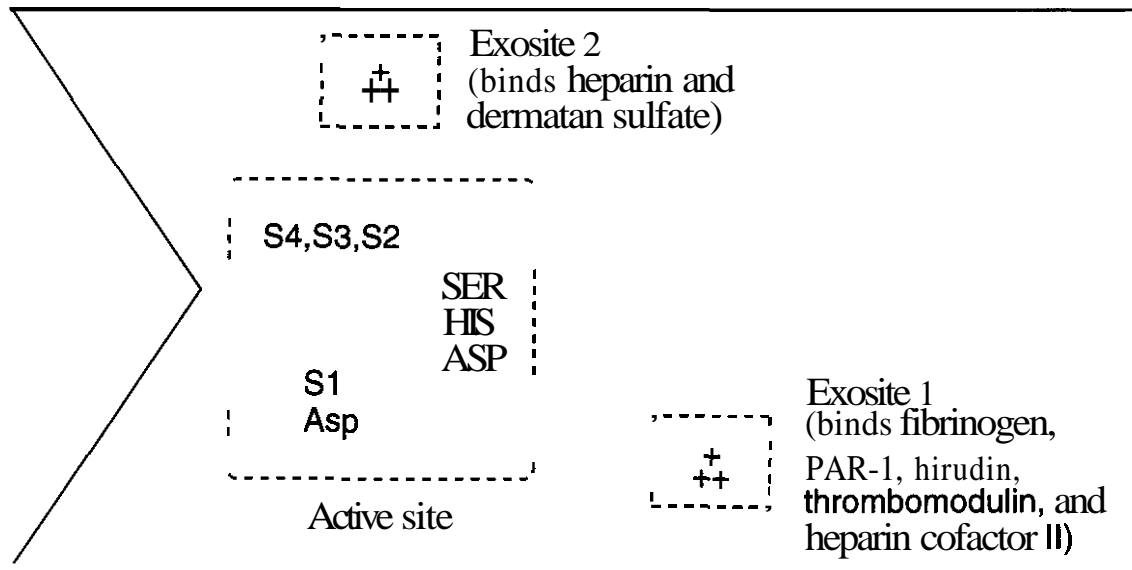 Exosite 2
(binds heparin and
dermatan sulfate)
+
++
S4,S3,S2
SER
HIS
ASP
S1
Asp
Active site
Exosite 1
(binds fibrinogen,
PAR-1, hirudin,
thrombomodulin, and
heparin cofactor II)
+
++